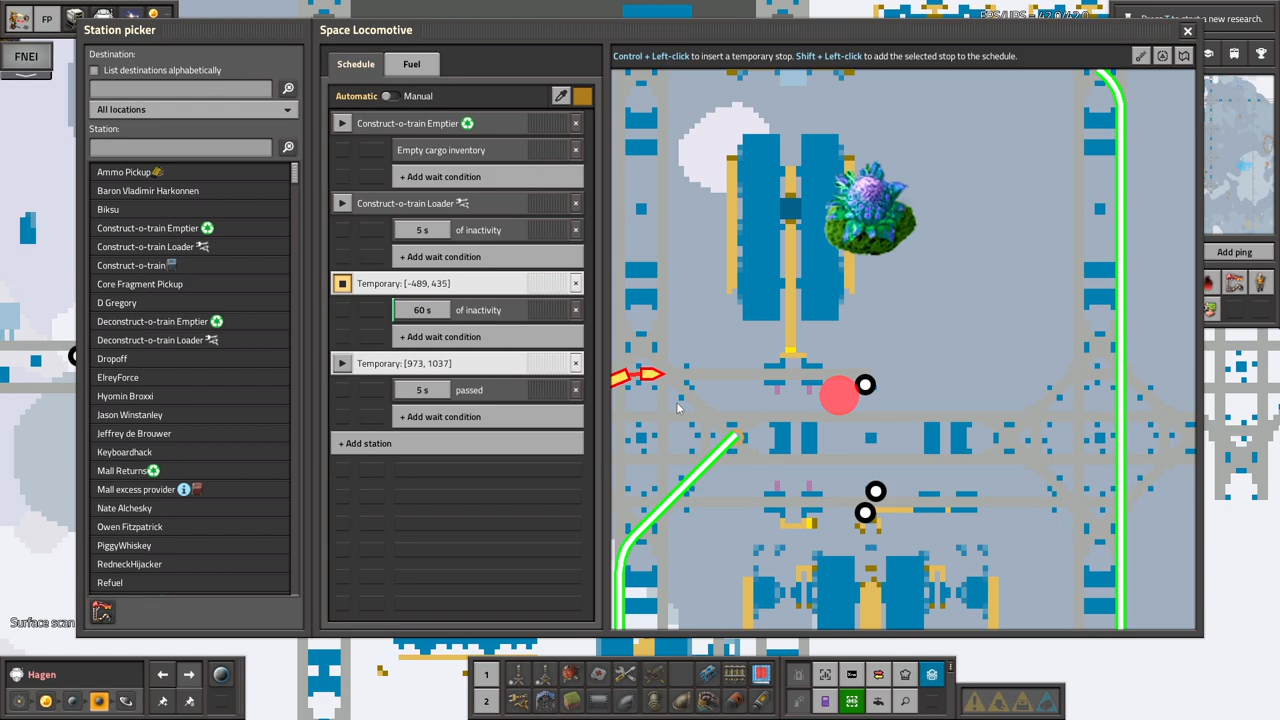 FP
FNEI
Station picker
Destination:
List destinations alphabetically
All locations
Station:
Ammo Pickup
Baron Vladimir Harkonnen
Biksu
Construct-o-train Emptier
Construct-o-train Loader
Construct-o-train
Core Fragment Pickup
D Gregory
Deconstruct-o-train Emptier
Deconstruct-o-train Loader
Dropoff
ElreyForce
Hyomin Broxxi
Jason Winstanley
Jeffrey de Brouwer
Keyboardhack
Mall Returns
Mall excess provider
Nate Alchesky
Owen Fitzpatrick
PiggyWhiskey
RedneckHijacker
Refuel
Space Locomotive
Schedule
Fuel
Automatic
Manual
Construct-o-train Emptier
Empty cargo inventory
+ Add wait condition
Construct-o-train Loader
5 s
of inactivity
+ Add wait condition
Temporary: [-489, 435]
60 s
of inactivity
+ Add wait condition
Temporary: [973, 1037]
5 s
passed
+ Add wait condition
+ Add station
Control + Left-click to insert a temporary stop. Shift + Left-click to add the selected stop to the schedule.
to start a new research.
Add ping
Surface scan
Hagen
1
2